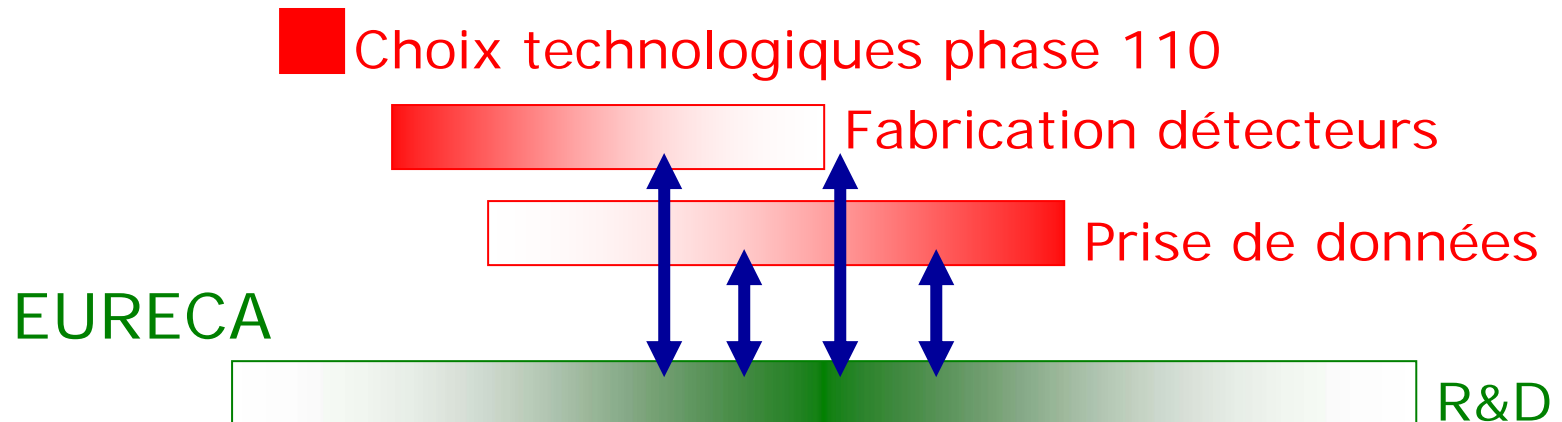 Choix technologiques phase 110
Fabrication détecteurs
Prise de données
EURECA
R&D